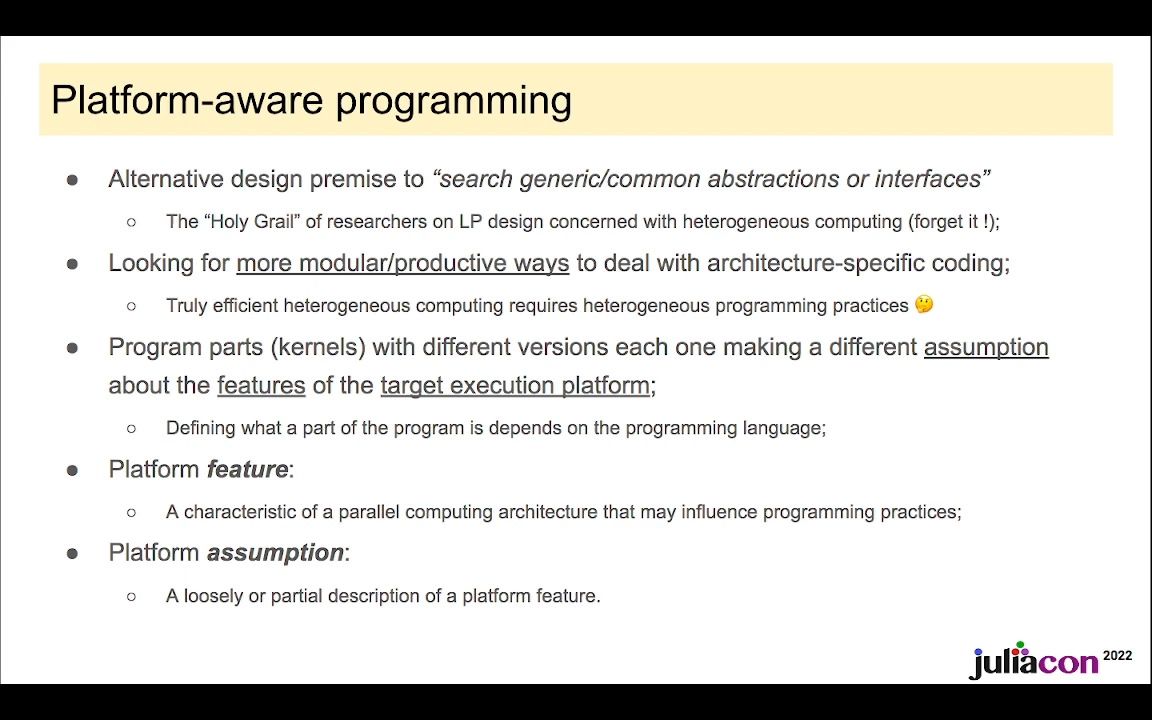 Platform-aware programming
● Alternative design premise to “search generic/common abstractions or interfaces”
○ The “Holy Grail” of researchers on LP design concerned with heterogeneous computing (forget it !);
● Looking for more modular/productive ways to deal with architecture-specific coding;
○ Truly efficient heterogeneous computing requires heterogeneous programming practices 🤔
● Program parts (kernels) with different versions each one making a different assumption
about the features of the target execution platform;
○ Defining what a part of the program is depends on the programming language;
● Platform feature:
○ A characteristic of a parallel computing architecture that may influence programming practices;
● Platform assumption:
○ A loosely or partial description of a platform feature.
juliacon 2022